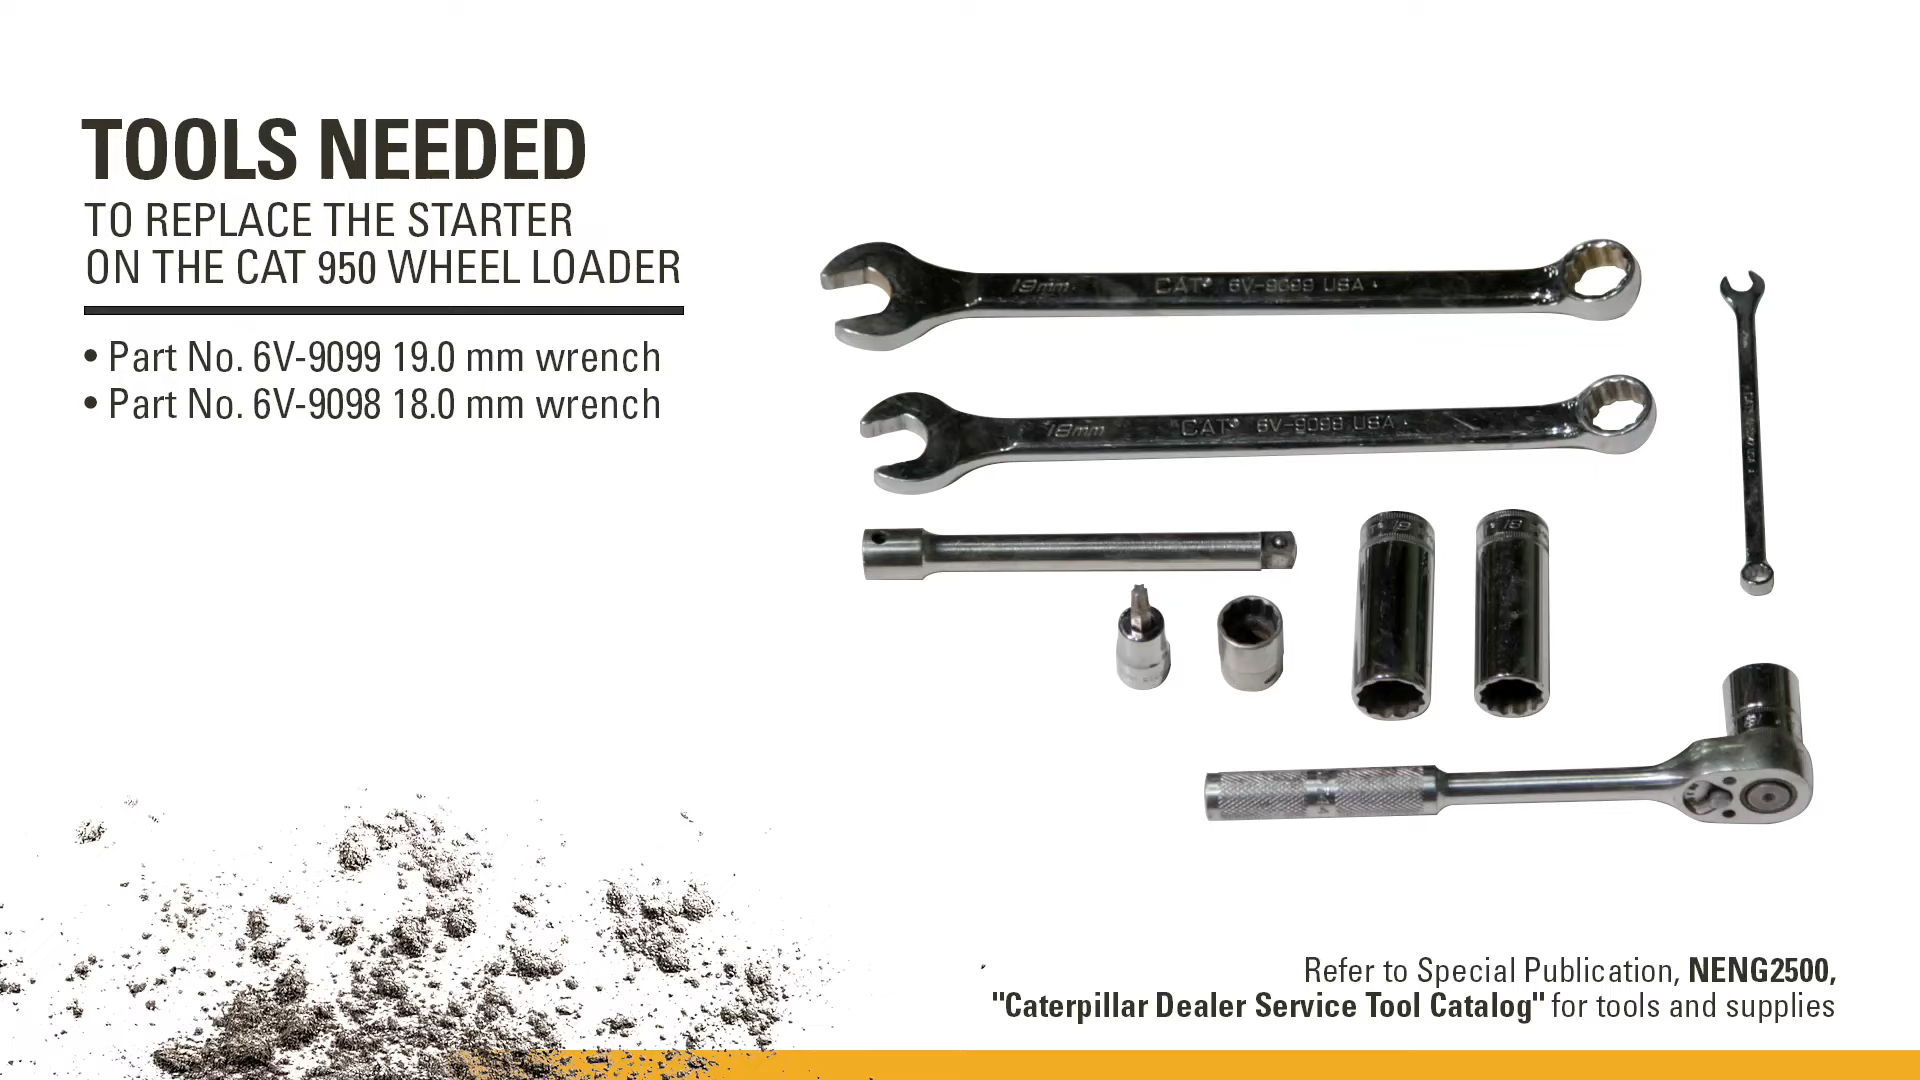 TOOLS NEEDED
TO REPLACE THE STARTER
ON THE CAT 950 WHEEL LOADER
• Part No. 6V-9099 19.0 mm wrench
• Part No. 6V-9098 18.0 mm wrench
19mm CAT 6V-9099 USA
18mm CAT 6V-9098 USA
18
Refer to Special Publication, NENG2500,
"Caterpillar Dealer Service Tool Catalog" for tools and supplies